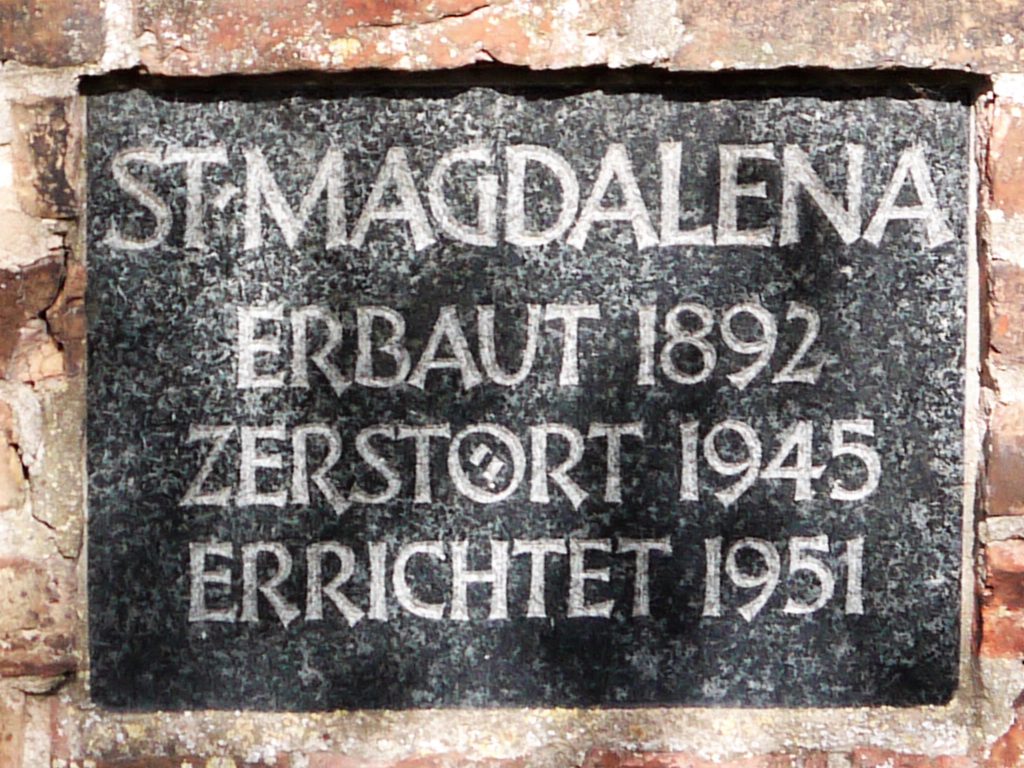 ST·MAGDALENA
ERBAUT 1892
ZERSTÖRT 1945
ERRICHTET 1951